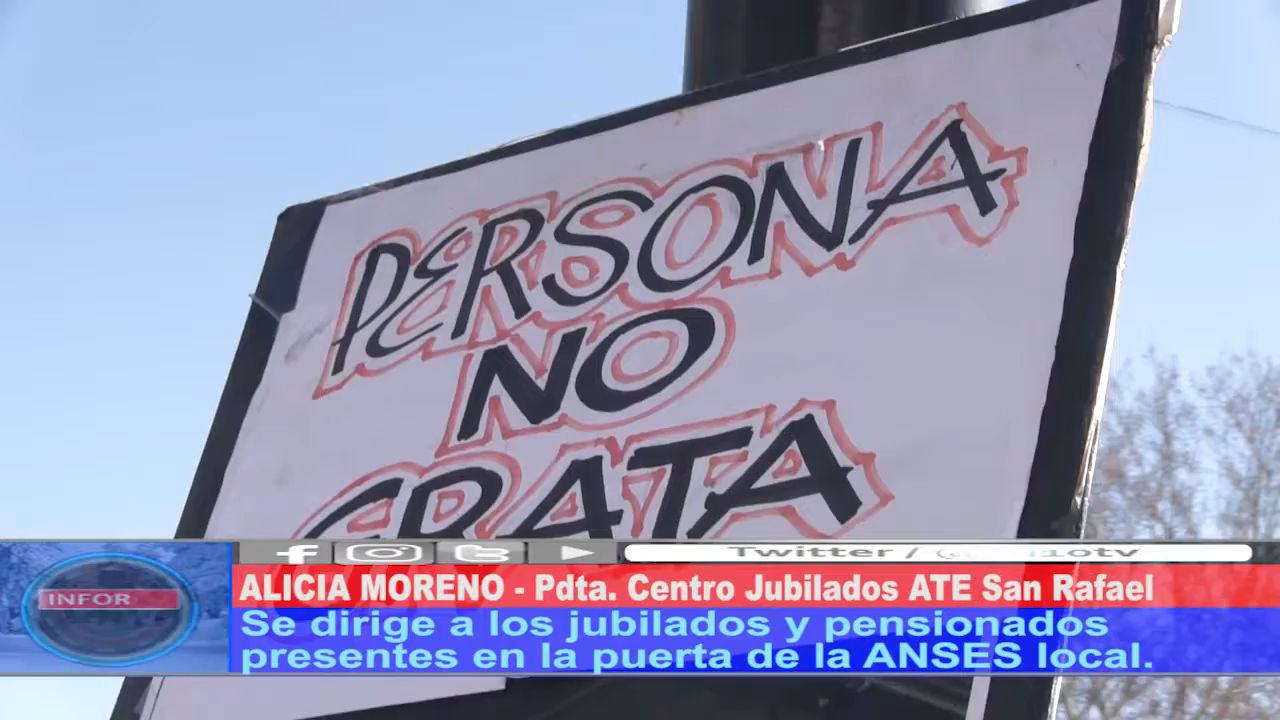 PERSONA
NO
GRATA
INFOR
Twitter /
ALICIA MORENO - Pdta. Centro Jubilados ATE San Rafael
Se dirige a los jubilados y pensionados
presentes en la puerta de la ANSES local.